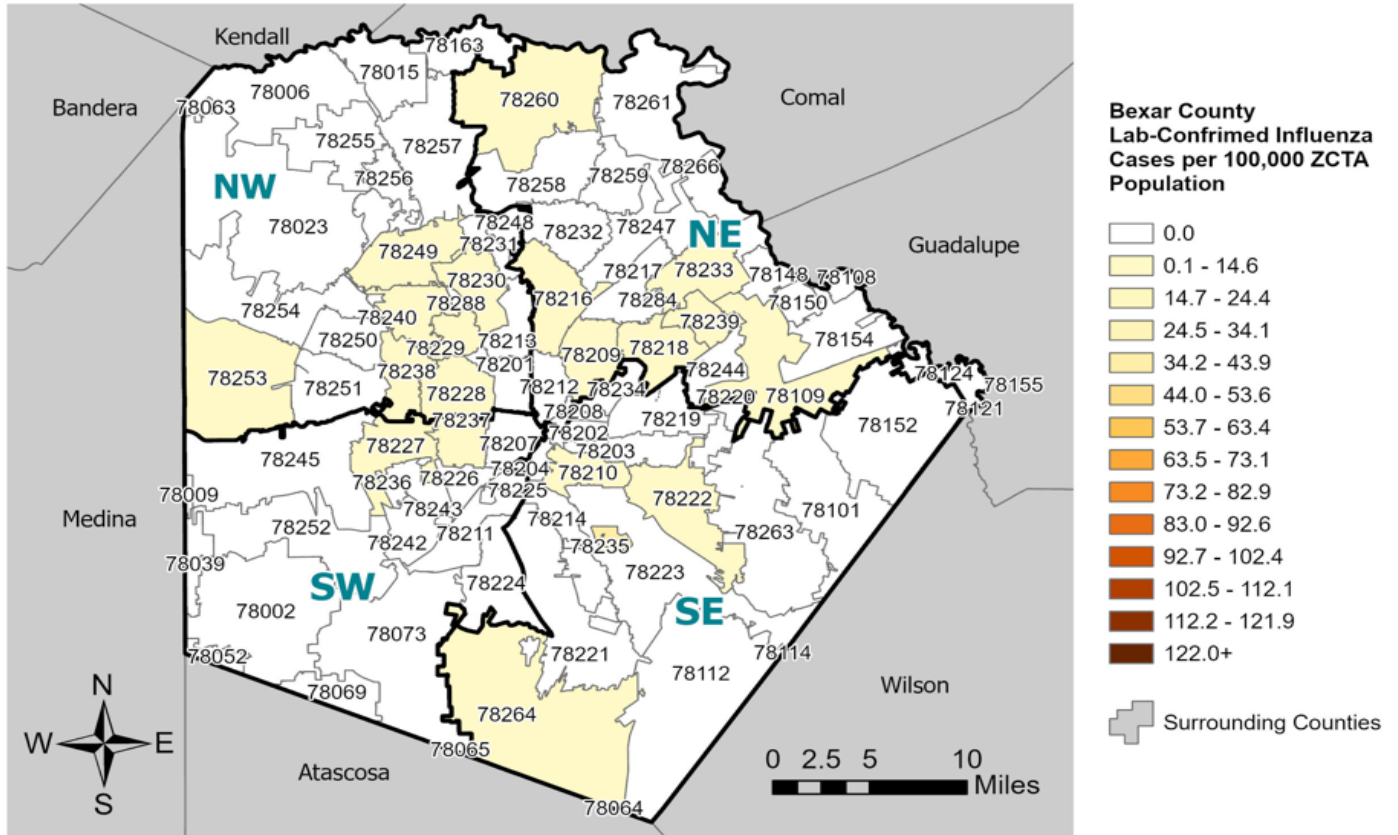 Kendall
78163
78015
78006
Bandera
78063
78260
78261
Comal
78255
78257
78256
78258
78259
78266
NW
78023
78248
78232
78247
NE
78249
78231
Guadalupe
78230
78217
78233
78148
78108
78254
78288
78216
78284
78150
78240
78239
78250
78229
78213
78209
78218
78154
78253
78251
78238
78201
78244
78124
78228
78212
78234
78220
78109
78155
78237
78208
78219
78121
78227
78207
78202
78152
78245
78203
78236
78226
78204
78210
78009
78225
78222
Medina
78243
78101
78252
78214
78242
78211
78235
78263
78039
78223
SW
78224
SE
78002
78073
78221
78114
78052
78112
78069
Wilson
78264
78065
Atascosa
78064
N
W
E
S
0 2.5 5 10
Miles
Bexar County
Lab-Confrimed Influenza
Cases per 100,000 ZCTA
Population
0.0
0.1 - 14.6
14.7 - 24.4
24.5 - 34.1
34.2 - 43.9
44.0 - 53.6
53.7 - 63.4
63.5 - 73.1
73.2 - 82.9
83.0 - 92.6
92.7 - 102.4
102.5 - 112.1
112.2 - 121.9
122.0+
Surrounding Counties